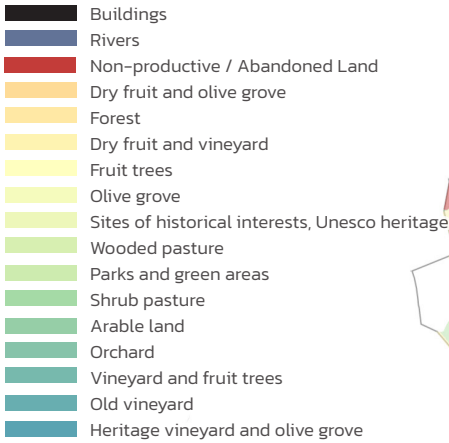 Buildings
Rivers
Non-productive / Abandoned Land
Dry fruit and olive grove
Forest
Dry fruit and vineyard
Fruit trees
Olive grove
Sites of historical interests, Unesco heritage
Wooded pasture
Parks and green areas
Shrub pasture
Arable land
Orchard
Vineyard and fruit trees
Old vineyard
Heritage vineyard and olive grove